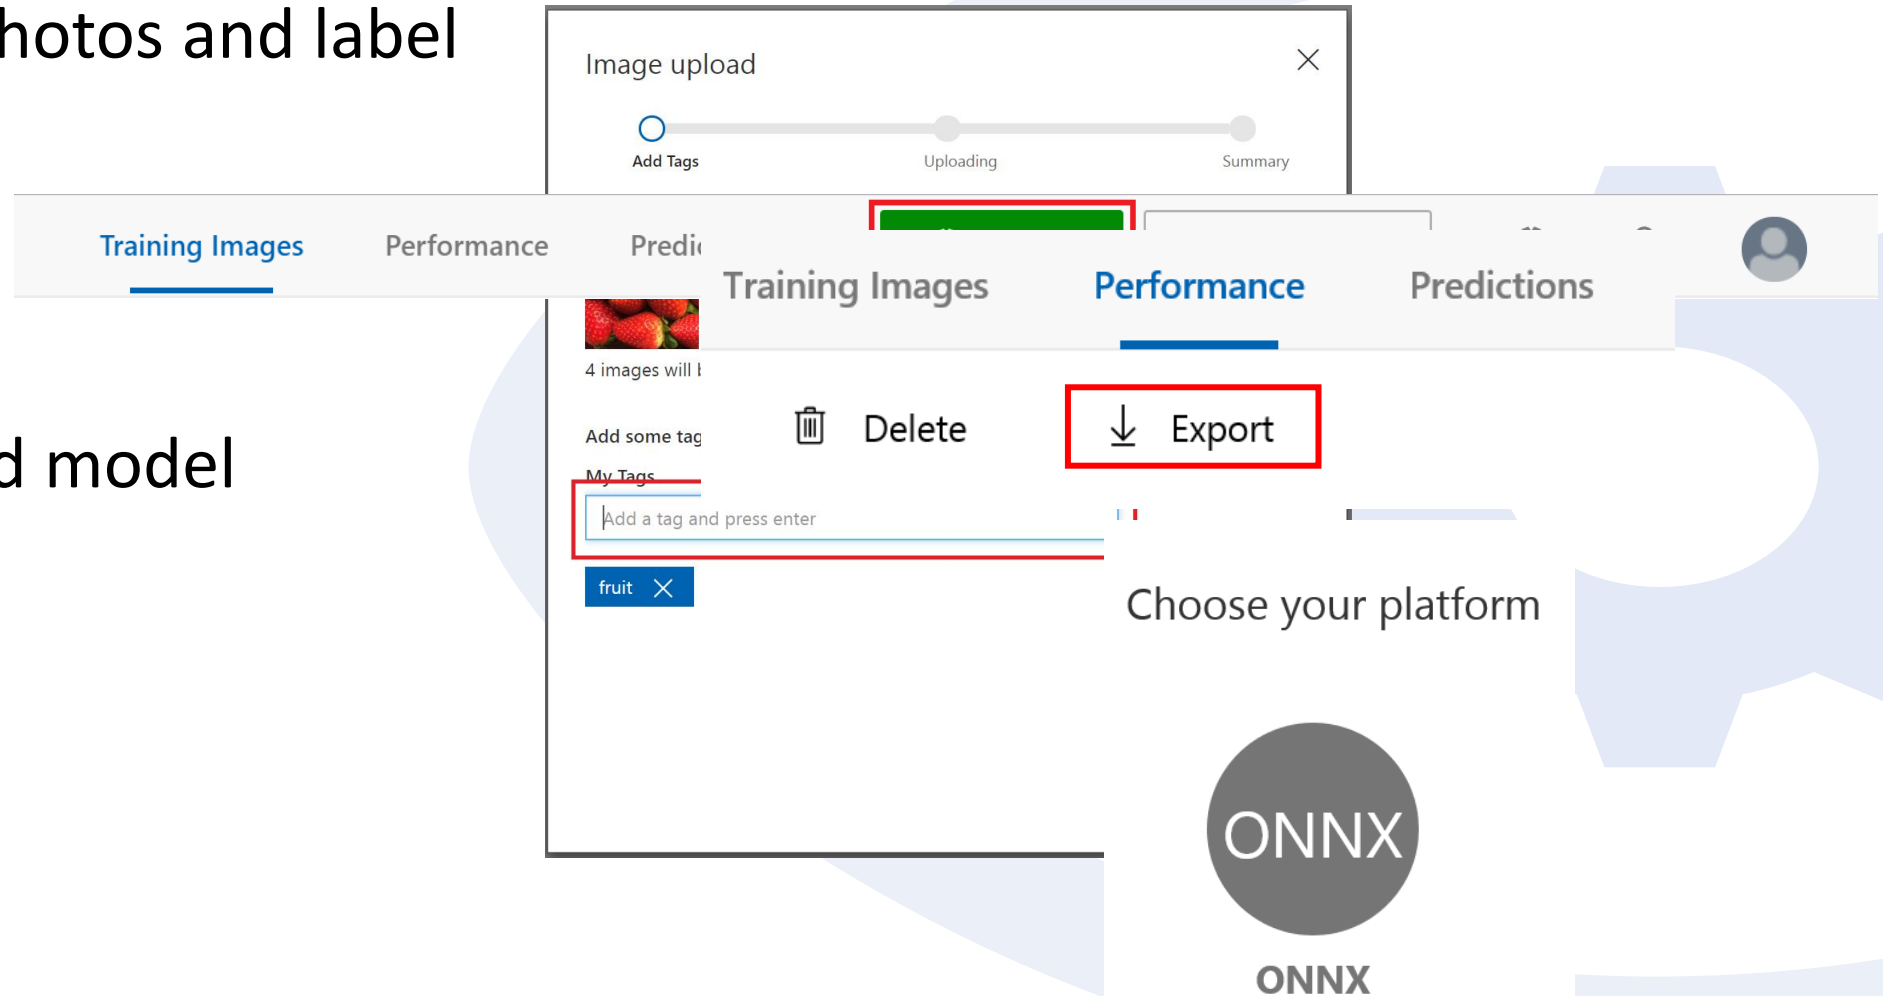 hotos and label
d model
Image upload
Add Tags
Uploading
Summary
Training Images
Performance
Training Images
Performance
Predictions
4 images will
Delete
Export
Add some tag
My Tags
Add a tag and press enter
fruit
Choose your platform
ONNX
ONNX